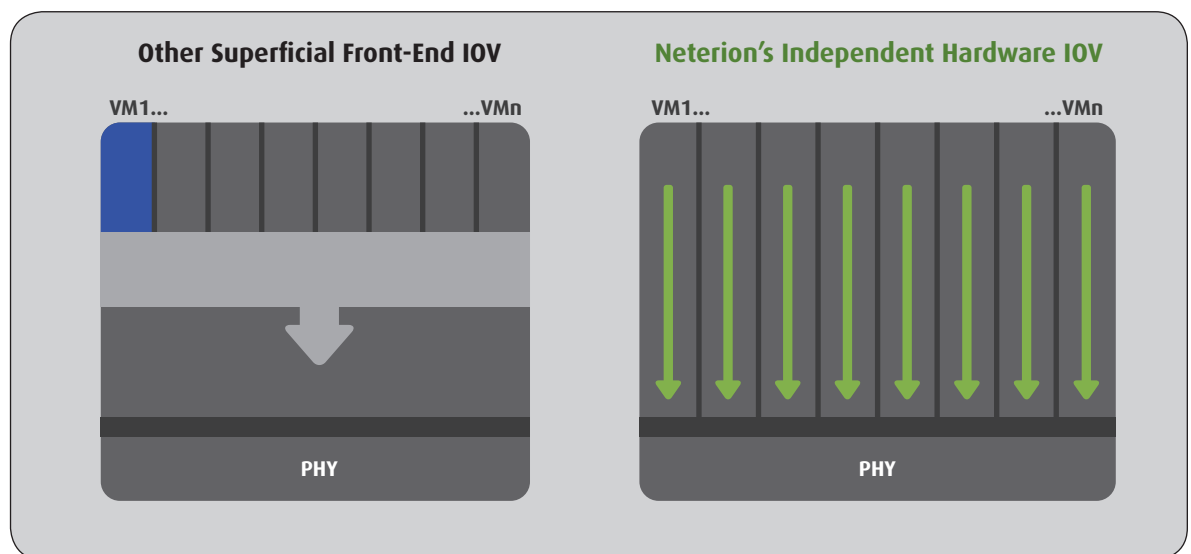 Other Superficial Front-End IOV
VM1...
...VMn
PHY
Neterion's Independent Hardware IOV
VM1...
...VMn
PHY